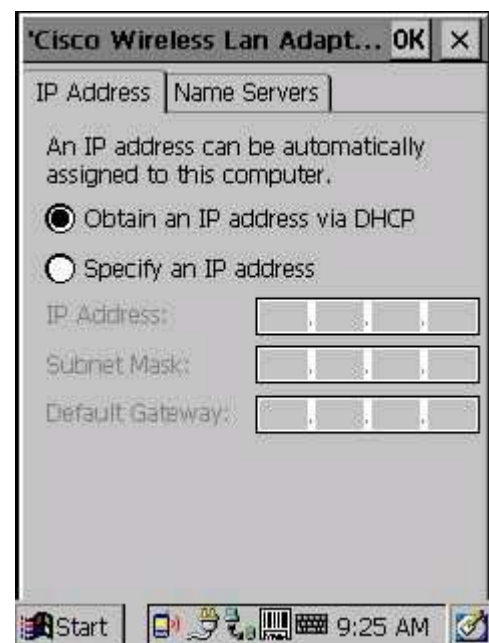 'Cisco Wireless Lan Adapt... OK ×
IP Address Name Servers
An IP address can be automatically
assigned to this computer.
Obtain an IP address via DHCP
Specify an IP address
IP Address:
Subnet Mask:
Default Gateway:
Start 9:25 AM